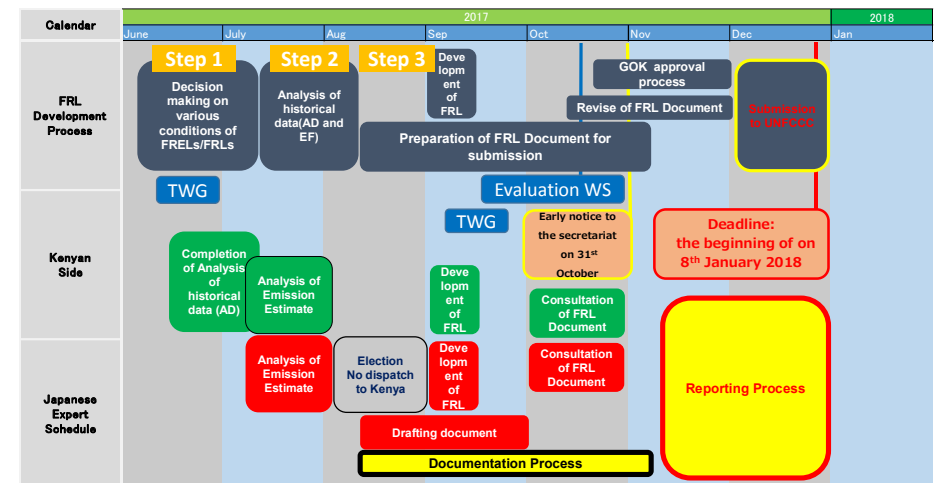 Calendar
2017
2018
June
July
Aug
Sep
Oct
Nov
Dec
Jan
FRL
Development
Process
Step 1
Decision
making on
various
conditions of
FRELs/FRLs
Step 2
Analysis of
historical
data(AD and
EF)
Step 3
Deve
lopm
ent
of
FRL
Preparation of FRL Document for
submission
GOK approval
process
Revise of FRL Document
Submission
to UNFCCC
TWG
Evaluation WS
TWG
Kenyan
Side
Completion
of Analysis
of
historical
data (AD)
Analysis of
Emission
Estimate
Deve
lopm
ent
of
FRL
Early notice to
the secretariat
on 31st
October
Consultation
of FRL
Document
Deadline:
the beginning of on
8th January 2018
Japanese
Expert
Schedule
Analysis of
Emission
Estimate
Election
No dispatch
to Kenya
Deve
lopm
ent
of
FRL
Consultation
of FRL
Document
Drafting document
Documentation Process
Reporting Process